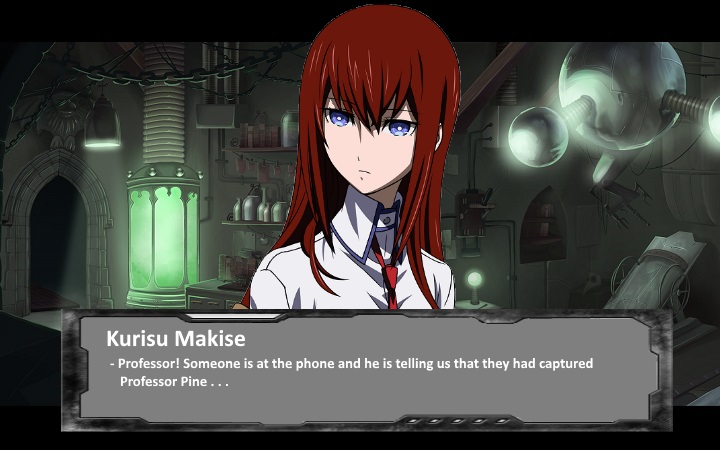 Kurisu Makise
- Professor! Someone is at the phone and he is telling us that they had captured
Professor Pine . . .